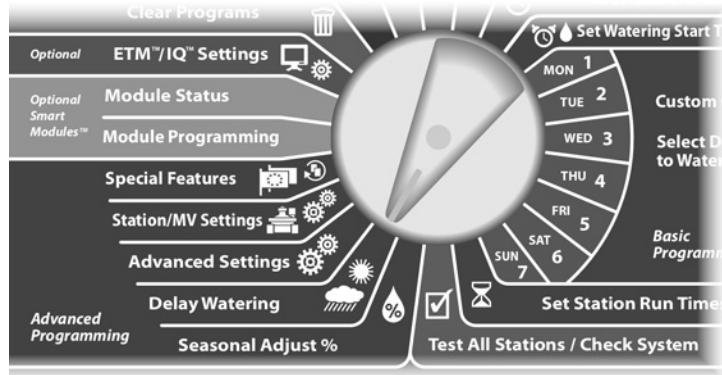 Clear Programs
Optional
ETM™/IQ™ Settings
Optional
Smart
Modules™
Module Status
Module Programming
Special Features
Station/MV Settings
Advanced Settings
Delay Watering
Advanced
Programming
Seasonal Adjust %
%
Set Watering Start T
MON 1
TUE 2
WED 3
THU 4
FRI 5
SAT 6
SUN 7
Custom
Select D
to Water
Basic
Programm
Set Station Run Times
Test All Stations / Check System